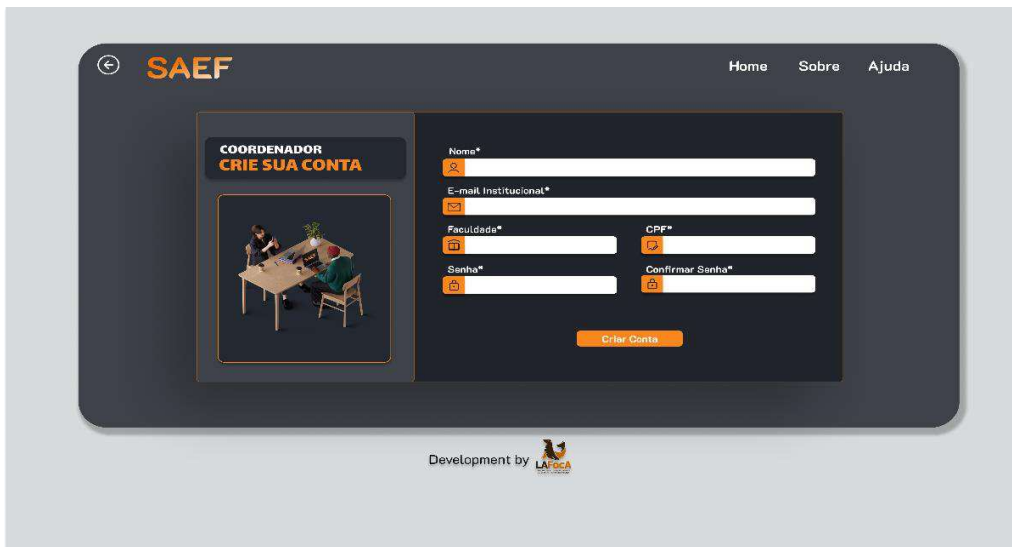 SAEF
Home Sobre Ajuda
COORDENADOR
CRIE SUA CONTA
Nome*
E-mail Institucional*
Faculdade* CPF*
Senha* Confirmar Senha*
Criar Conta
Development by LAFocA